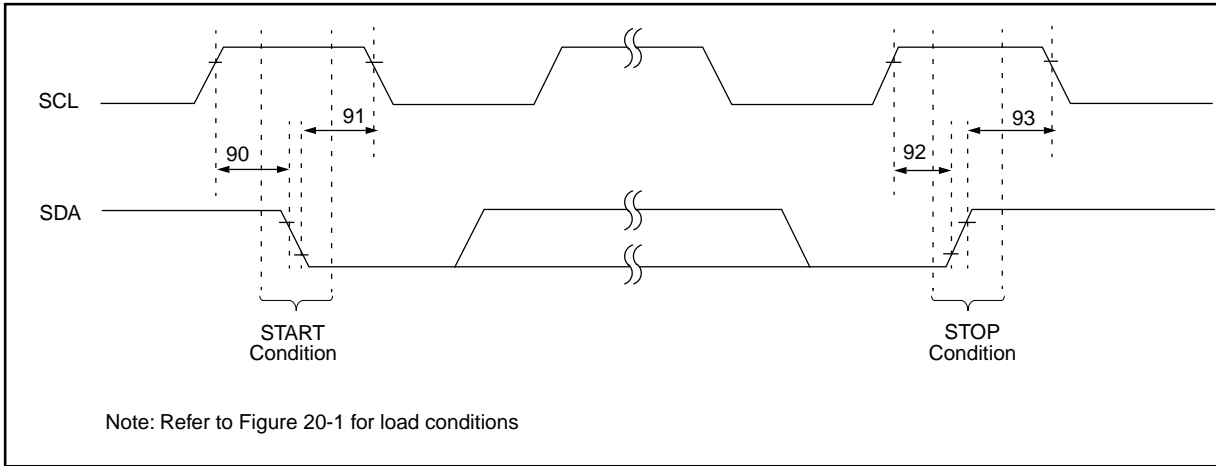 SCL
91
93
90
92
SDA
START
Condition
STOP
Condition
Note: Refer to Figure 20-1 for load conditions